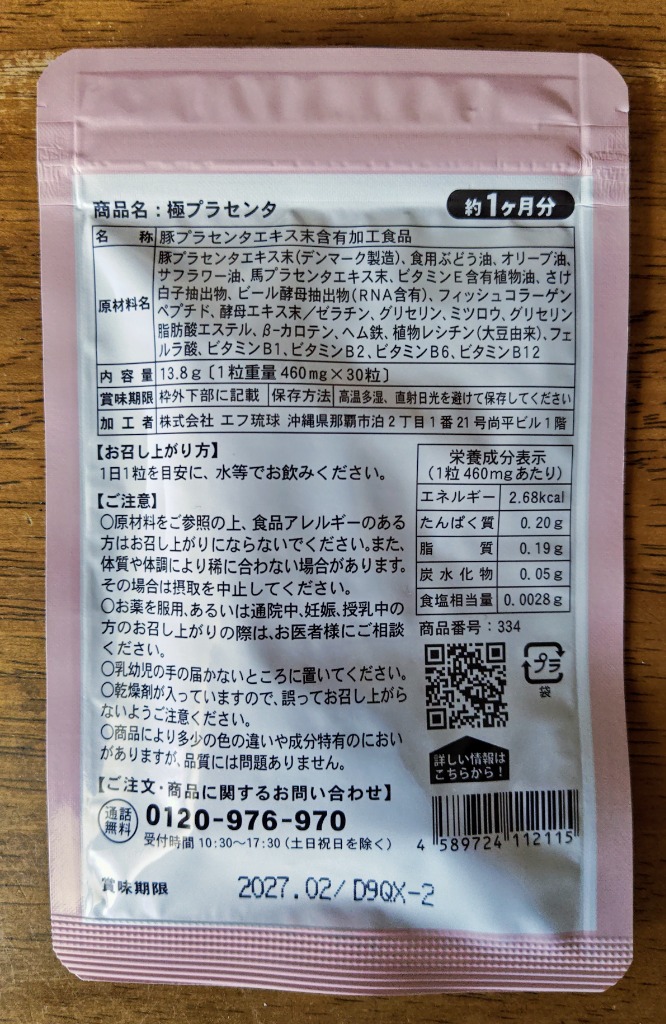 商品名：極プラセンタ
約1ヶ月分
名称 豚プラセンタエキス末含有加工食品
原材料名 豚プラセンタエキス末(デンマーク製造)、食用ぶどう油、オリーブ油、
サフラワー油、馬プラセンタエキス末、ビタミンE含有植物油、さけ
白子抽出物、ビール酵母抽出物(RNA含有)、フィッシュコラーゲン
ペプチド、酵母エキス末／ゼラチン、グリセリン、ミツロウ、グリセリン
脂肪酸エステル、β-カロテン、ヘム鉄、植物レシチン(大豆由来)、フェ
ルラ酸、ビタミンB1、ビタミンB2、ビタミンB6、ビタミンB12
内容量 13.8g〔1粒重量460mg×30粒〕
賞味期限 枠外下部に記載 保存方法 高温多湿、直射日光を避けて保存してください
加工者 株式会社 エフ琉球 沖縄県那覇市泊2丁目1番21号尚平ビル1階
【お召し上がり方】
1日1粒を目安に、水等でお飲みください。
【ご注意】
〇原材料をご参照の上、食品アレルギーのある
方はお召し上がりにならないでください。また、
体質や体調により稀に合わない場合があります。
その場合は摂取を中止してください。
〇お薬を服用、あるいは通院中、妊娠、授乳中の
方のお召し上がりの際は、お医者様にご相談
ください。
〇乳幼児の手の届かないところに置いてください。
〇乾燥剤が入っていますので、誤ってお召し上がら
ないようご注意ください。
〇商品により多少の色の違いや成分特有のにおい
がありますが、品質には問題ありません。
栄養成分表示
(1粒460mgあたり)
エネルギー 2.68kcal
たんぱく質 0.20g
脂質 0.19g
炭水化物 0.05g
食塩相当量 0.0028g
商品番号：334
プラ
袋
詳しい情報は
こちらから！
【ご注文・商品に関するお問い合わせ】
通話
無料
0120-976-970
受付時間 10:30〜17:30（土日祝日を除く）
4 589724 112115
賞味期限 2027.02/D9QX-2